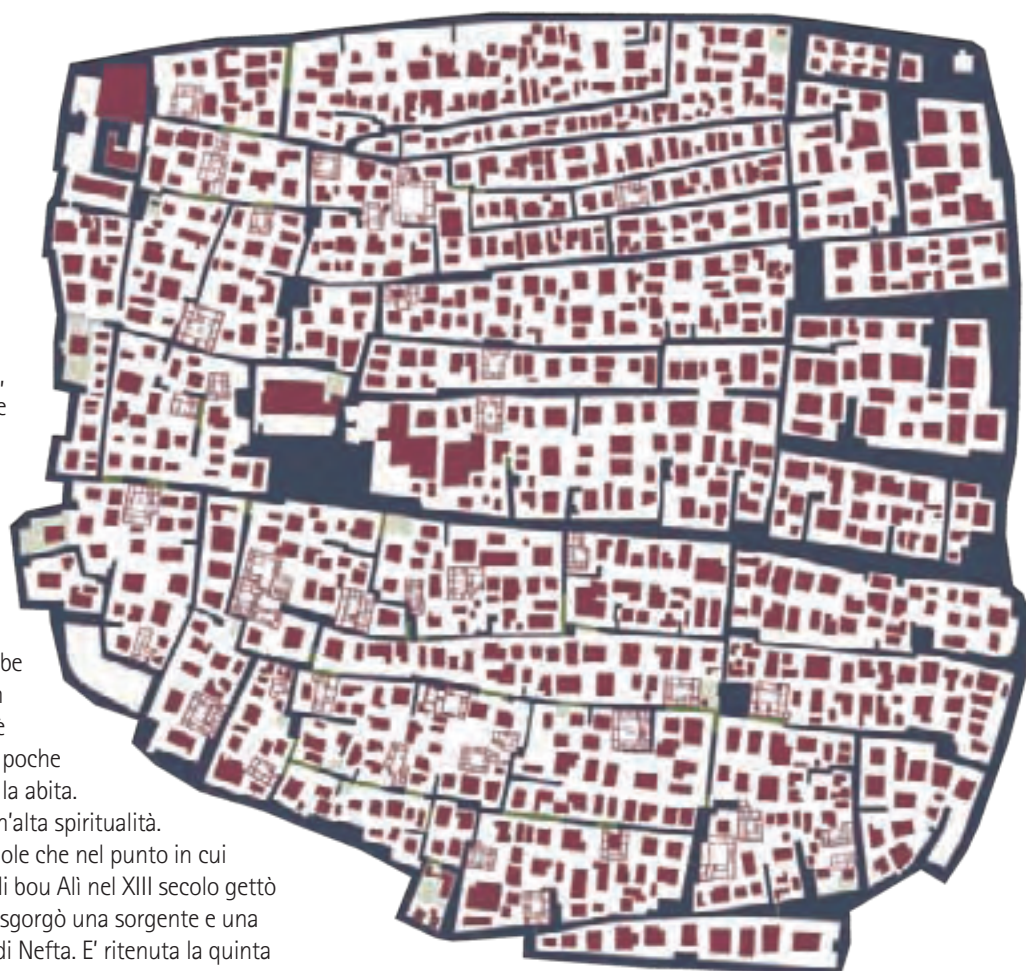 ,
e
be
n
è
poche
la abita.
n'alta spiritualità.
ole che nel punto in cui
di bou Alì nel XIII secolo gettò
sgorgò una sorgente e una
di Nefta. E' ritenuta la quinta